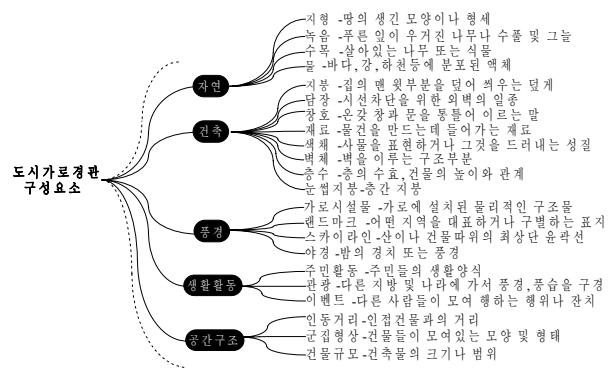 도시가로경관
구성요소
자연
지형 -땅의 생긴 모양이나 형세
녹음 -푸른 잎이 우거진 나무나 수풀 및 그늘
수목 -살아있는 나무 또는 식물
물 -바다,강,하천등에 분포된 액체
건축
지붕 -집의 맨 윗부분을 덮어 씌우는 덮게
담장 -시선차단을 위한 외벽의 일종
창호 -온갖 창과 문을 통틀어 이르는 말
재료 -물건을 만드는데 들어가는 재료
색채 -사물을 표현하거나 그것을 드러내는 성질
벽체 -벽을 이루는 구조부분
층수 -층의 수효,건물의 높이와 관계
눈썹지붕-층간 지붕
풍경
가로시설물 -가로에 설치된 물리적인 구조물
랜드마크 -어떤 지역을 대표하거나 구별하는 표지
스카이라인-산이나 건물따위의 최상단 윤곽선
야경 -밤의 경치 또는 풍경
생활활동
주민활동 -주민들의 생활양식
관광 -다른 지방 및 나라에 가서 풍경,풍습을 구경
이벤트 -다른 사람들이 모여 행하는 행위나 잔치
공간구조
인동거리-인접건물과의 거리
군집형상-건물들이 모여있는 모양 및 형태
건물규모-건축물의 크기나 범위